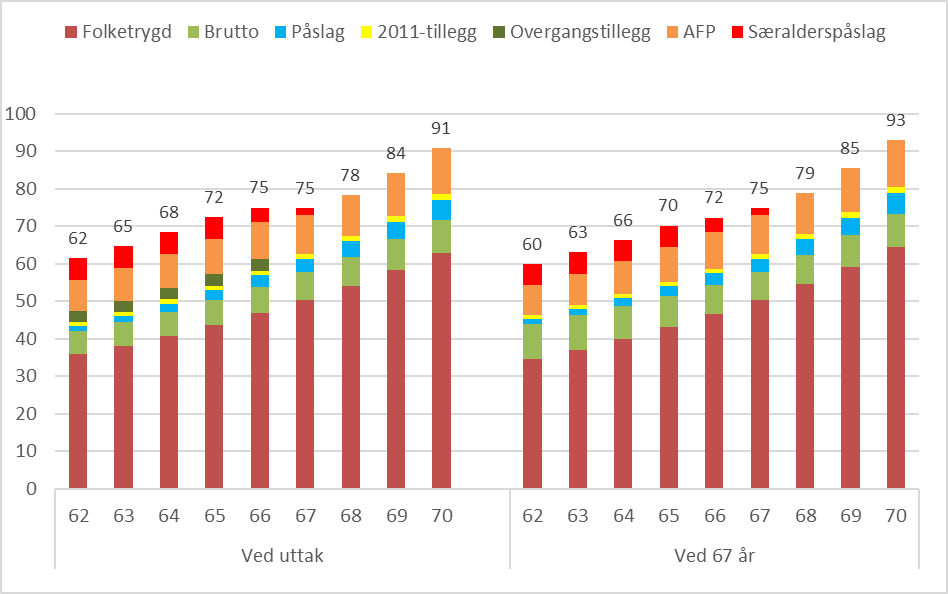 Folketrygd Brutto Påslag 2011-tillegg Overgangstillegg AFP Særalderspåslag
100
90
80
70
60
50
40
30
20
10
0
62 65 68 72 75 75 78 84 91
60 63 66 70 72 75 79 85 93
62 63 64 65 66 67 68 69 70 62 63 64 65 66 67 68 69 70
Ved uttak Ved 67 år